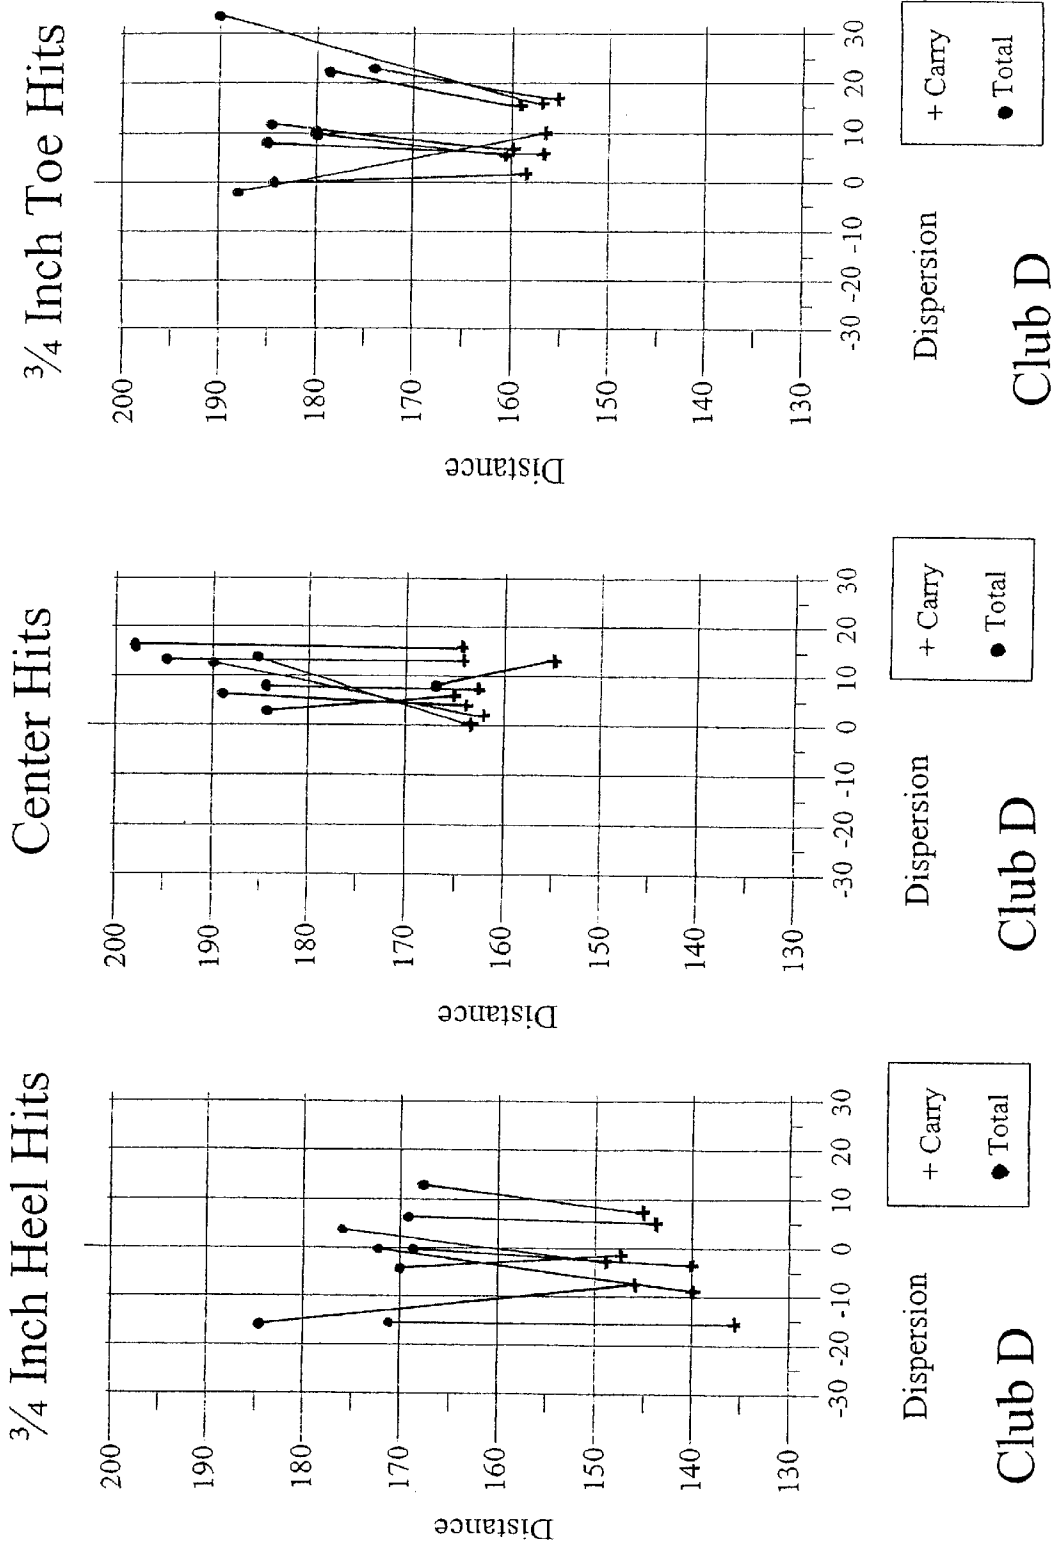 ¾ Inch Heel Hits
200
190
180
170
160
150
140
130
Distance
-30 -20 -10 0 10 20 30
Dispersion
+ Carry
● Total
Club D
Center Hits
200
190
180
170
160
150
140
130
Distance
-30 -20 -10 0 10 20 30
Dispersion
+ Carry
● Total
Club D
¾ Inch Toe Hits
200
190
180
170
160
150
140
130
Distance
-30 -20 -10 0 10 20 30
Dispersion
+ Carry
● Total
Club D